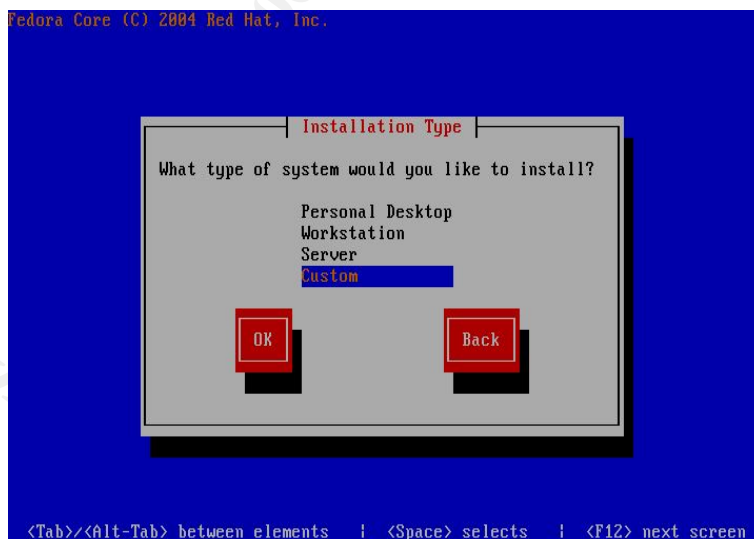 Fedora Core (C) 2004 Red Hat, Inc.
Installation Type
What type of system would you like to install?
Personal Desktop
Workstation
Server
Custom
OK Back
<Tab>/<Alt-Tab> between elements | <Space> selects | <F12> next screen